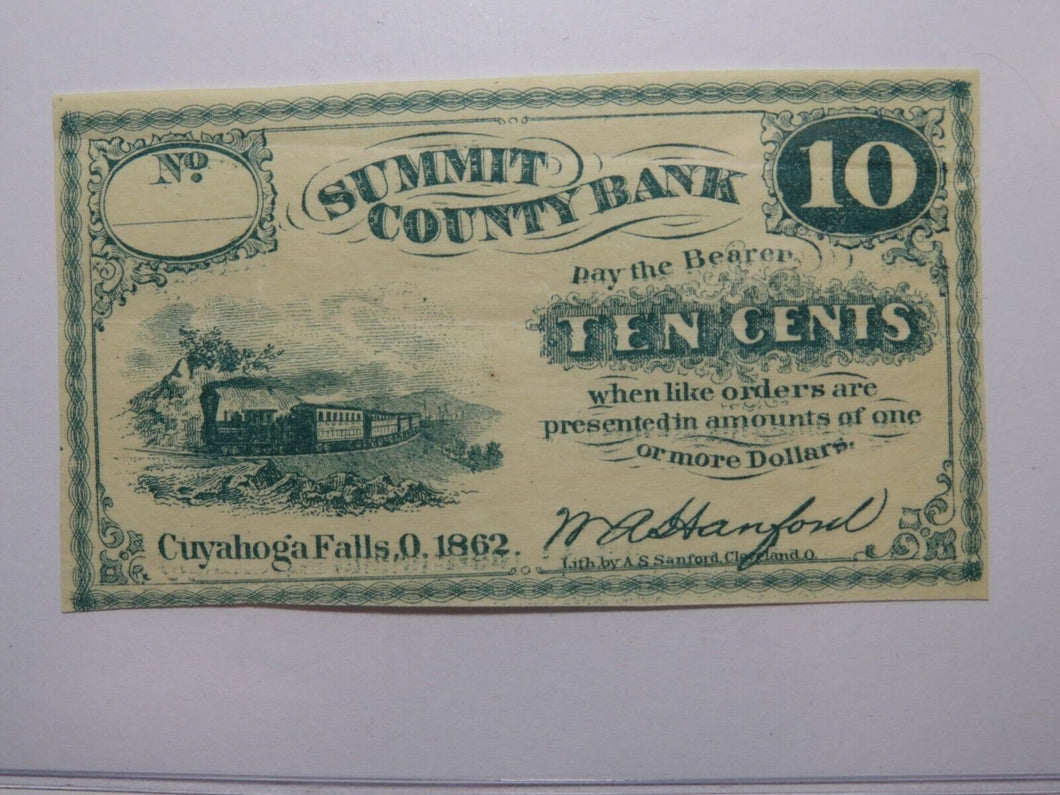 No.
SUMMIT
COUNTY BANK
10
Pay the Bearer
TEN CENTS
when like orders are
presented in amounts of one
or more Dollars.
W A Hanford
Cuyahoga Falls, O. 1862.
Lith. by A. S. Sanford, Cleveland O.